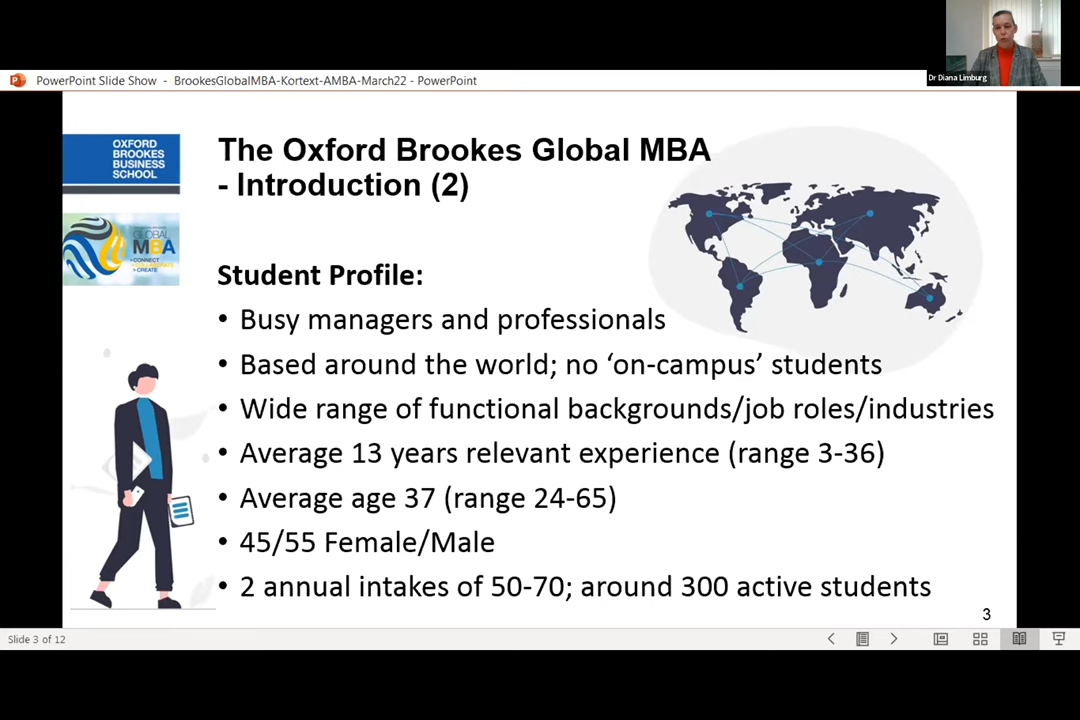 Dr Diana Limburg
PowerPoint Slide Show - BrookesGlobalMBA-Kortext-AMBA-March22 - PowerPoint
OXFORD
BROOKES
BUSINESS
SCHOOL
GLOBAL
MBA
CONNECT
COLLABORATE
CREATE
The Oxford Brookes Global MBA
- Introduction (2)
Student Profile:
• Busy managers and professionals
• Based around the world; no ‘on-campus’ students
• Wide range of functional backgrounds/job roles/industries
• Average 13 years relevant experience (range 3-36)
• Average age 37 (range 24-65)
• 45/55 Female/Male
• 2 annual intakes of 50-70; around 300 active students
3
Slide 3 of 12